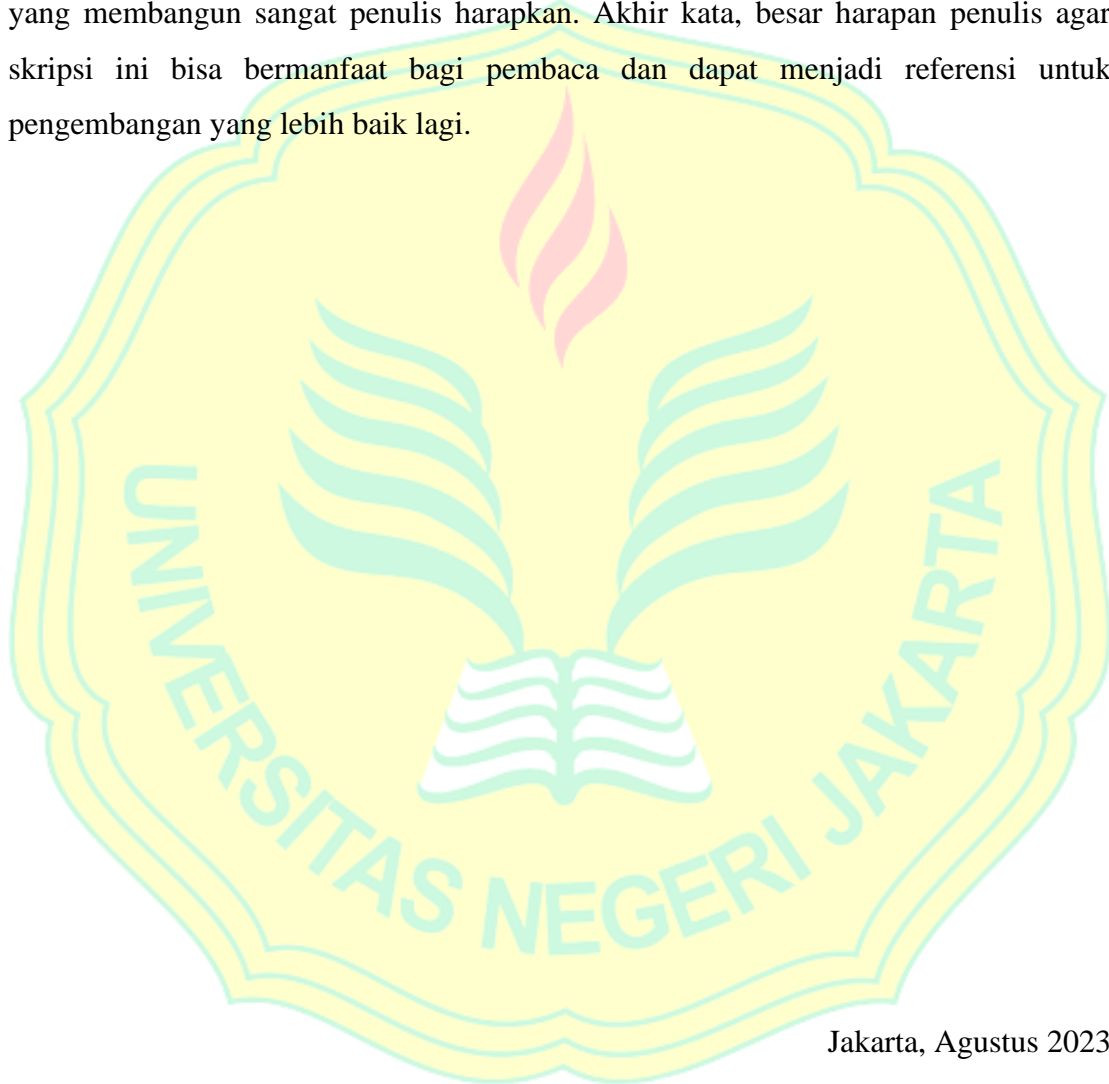 yang membangun sangat penulis harapkan. Akhir kata, besar harapan penulis agar
skripsi ini bisa bermanfaat bagi pembaca dan dapat menjadi referensi untuk
pengembangan yang lebih baik lagi.
UNIVERSITAS NEGERI JAKARTA
Jakarta, Agustus 2023